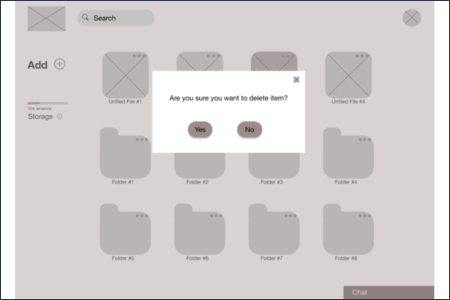 Search
Add
Untitled File #1
Untitled File #4
Are you sure you want to delete item?
Yes
No
Storage
Folder #1
Folder #2
Folder #3
Folder #4
Folder #5
Folder #6
Folder #7
Folder #8
Chat